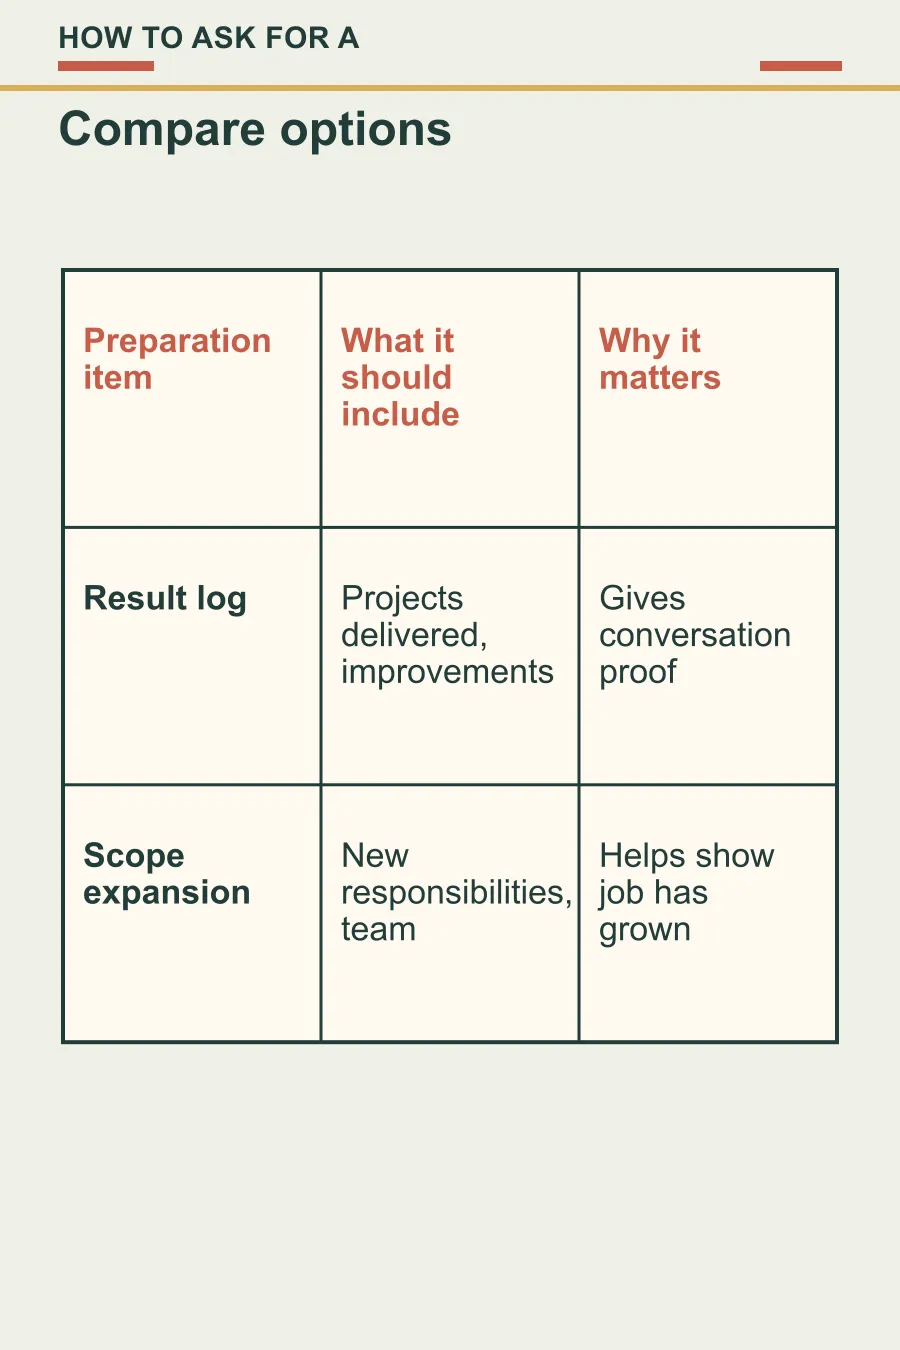 HOW TO ASK FOR A
Compare options
Preparation
item
What it
should
include
Why it
matters
Result log
Projects
delivered,
improvements
Gives
conversation
proof
Scope
expansion
New
responsibilities,
team
Helps show
job has
grown